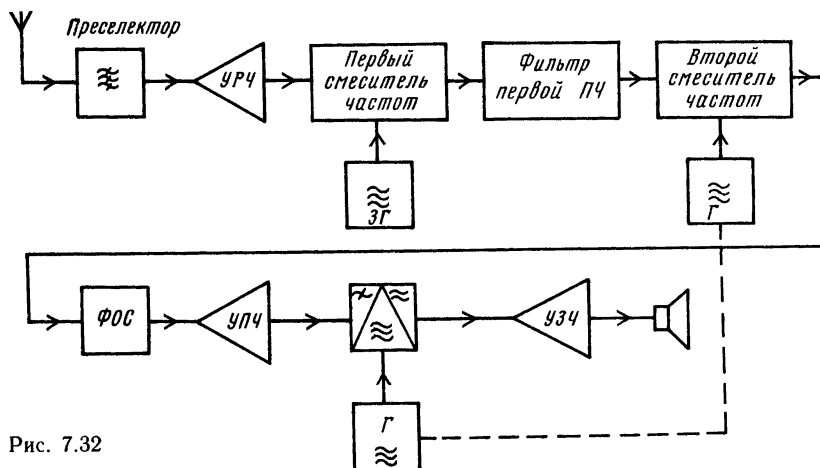 Преселектор
УРЧ
Первый
смеситель
частот
Фильтр
первой ПЧ
Второй
смеситель
частот
ЗГ
Г
ФОС
УПЧ
УЗЧ
Г
Рис. 7.32